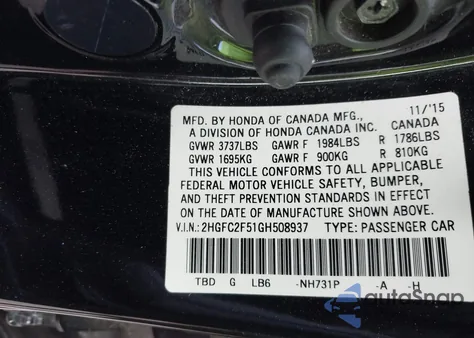 MFD. BY HONDA OF CANADA MFG., 11/'15
A DIVISION OF HONDA CANADA INC. CANADA
GVWR 3737LBS GAWR F 1984LBS R 1786LBS
GVWR 1695KG GAWR F 900KG R 810KG
THIS VEHICLE CONFORMS TO ALL APPLICABLE
FEDERAL MOTOR VEHICLE SAFETY, BUMPER,
AND THEFT PREVENTION STANDARDS IN EFFECT
ON THE DATE OF MANUFACTURE SHOWN ABOVE.
V.I.N.: 2HGFC2F51GH508937 TYPE: PASSENGER CAR
TBD G LB6 -NH731P -A -H
autoSnap